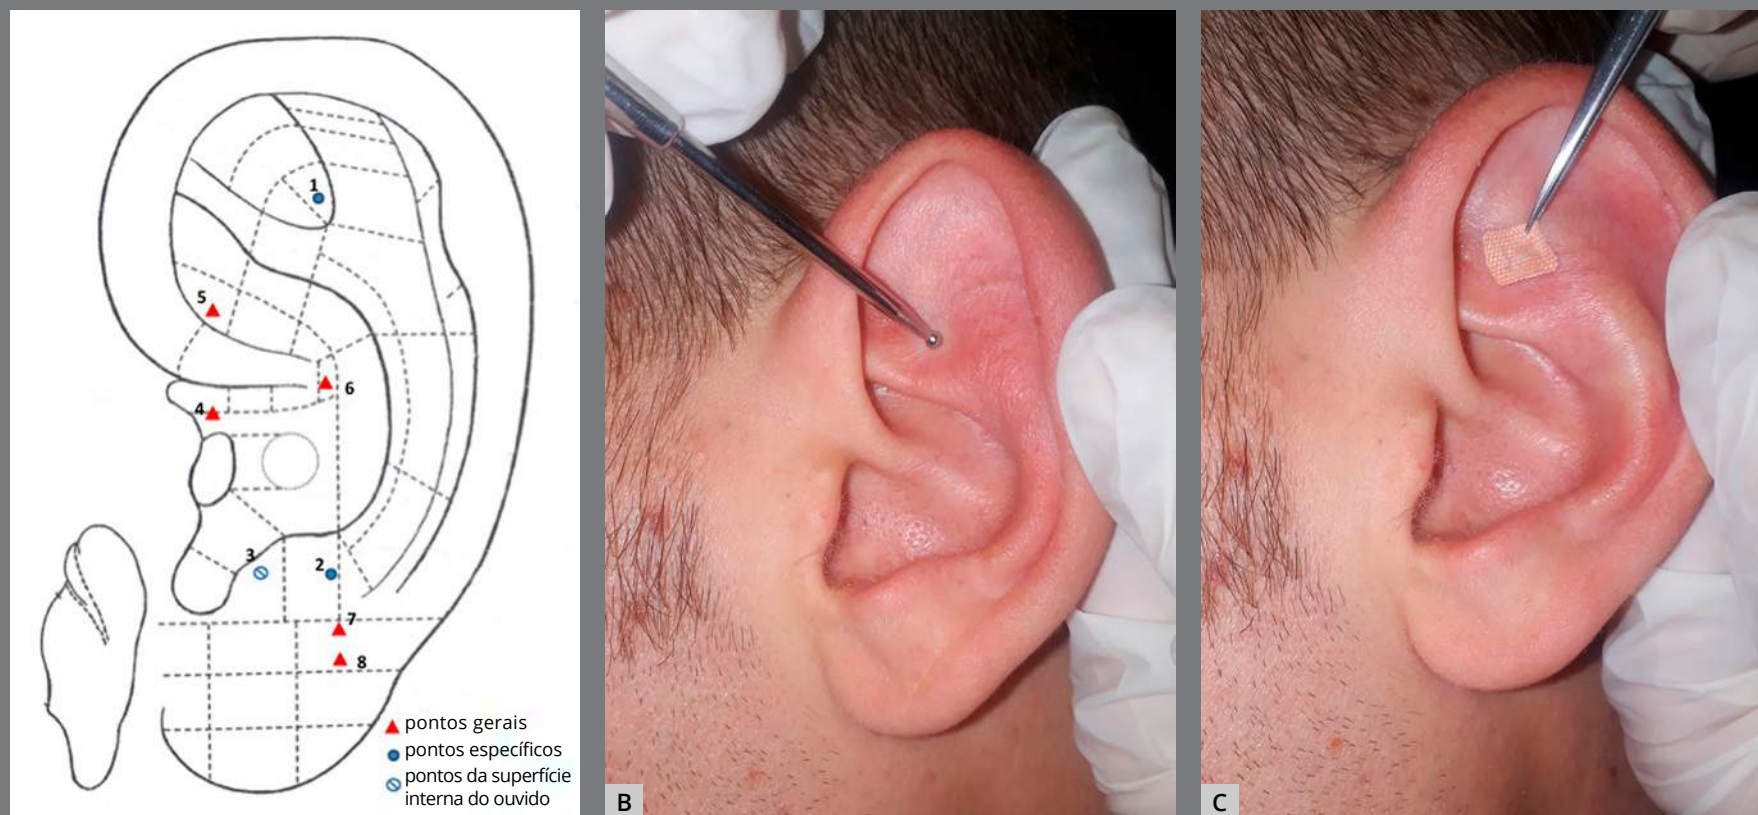 1
5
6
4
3
2
7
8
pontos gerais
pontos específicos
pontos da superfície
interna do ouvido
B
C